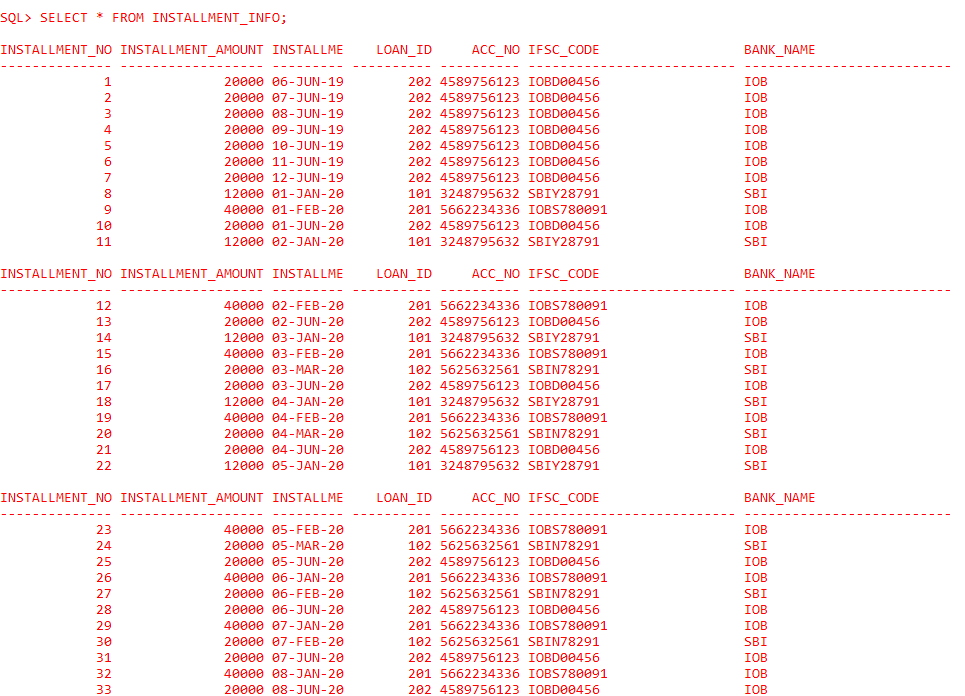 SQL> SELECT * FROM INSTALLMENT_INFO;
INSTALLMENT_NO INSTALLMENT_AMOUNT INSTALLME LOAN_ID ACC_NO IFSC_CODE BANK_NAME
-------------- ------------------ --------- ---------- ---------- -------------------------- --------------------------
1 20000 06-JUN-19 202 4589756123 IOBD00456 IOB
2 20000 07-JUN-19 202 4589756123 IOBD00456 IOB
3 20000 08-JUN-19 202 4589756123 IOBD00456 IOB
4 20000 09-JUN-19 202 4589756123 IOBD00456 IOB
5 20000 10-JUN-19 202 4589756123 IOBD00456 IOB
6 20000 11-JUN-19 202 4589756123 IOBD00456 IOB
7 20000 12-JUN-19 202 4589756123 IOBD00456 IOB
8 12000 01-JAN-20 101 3248795632 SBIY28791 SBI
9 40000 01-FEB-20 201 5662234336 IOBS780091 IOB
10 20000 01-JUN-20 202 4589756123 IOBD00456 IOB
11 12000 02-JAN-20 101 3248795632 SBIY28791 SBI
INSTALLMENT_NO INSTALLMENT_AMOUNT INSTALLME LOAN_ID ACC_NO IFSC_CODE BANK_NAME
-------------- ------------------ --------- ---------- ---------- -------------------------- --------------------------
12 40000 02-FEB-20 201 5662234336 IOBS780091 IOB
13 20000 02-JUN-20 202 4589756123 IOBD00456 IOB
14 12000 03-JAN-20 101 3248795632 SBIY28791 SBI
15 40000 03-FEB-20 201 5662234336 IOBS780091 IOB
16 20000 03-MAR-20 102 5625632561 SBIN78291 SBI
17 20000 03-JUN-20 202 4589756123 IOBD00456 IOB
18 12000 04-JAN-20 101 3248795632 SBIY28791 SBI
19 40000 04-FEB-20 201 5662234336 IOBS780091 IOB
20 20000 04-MAR-20 102 5625632561 SBIN78291 SBI
21 20000 04-JUN-20 202 4589756123 IOBD00456 IOB
22 12000 05-JAN-20 101 3248795632 SBIY28791 SBI
INSTALLMENT_NO INSTALLMENT_AMOUNT INSTALLME LOAN_ID ACC_NO IFSC_CODE BANK_NAME
-------------- ------------------ --------- ---------- ---------- -------------------------- --------------------------
23 40000 05-FEB-20 201 5662234336 IOBS780091 IOB
24 20000 05-MAR-20 102 5625632561 SBIN78291 SBI
25 20000 05-JUN-20 202 4589756123 IOBD00456 IOB
26 40000 06-JAN-20 201 5662234336 IOBS780091 IOB
27 20000 06-FEB-20 102 5625632561 SBIN78291 SBI
28 20000 06-JUN-20 202 4589756123 IOBD00456 IOB
29 40000 07-JAN-20 201 5662234336 IOBS780091 IOB
30 20000 07-FEB-20 102 5625632561 SBIN78291 SBI
31 20000 07-JUN-20 202 4589756123 IOBD00456 IOB
32 40000 08-JAN-20 201 5662234336 IOBS780091 IOB
33 20000 08-JUN-20 202 4589756123 IOBD00456 IOB